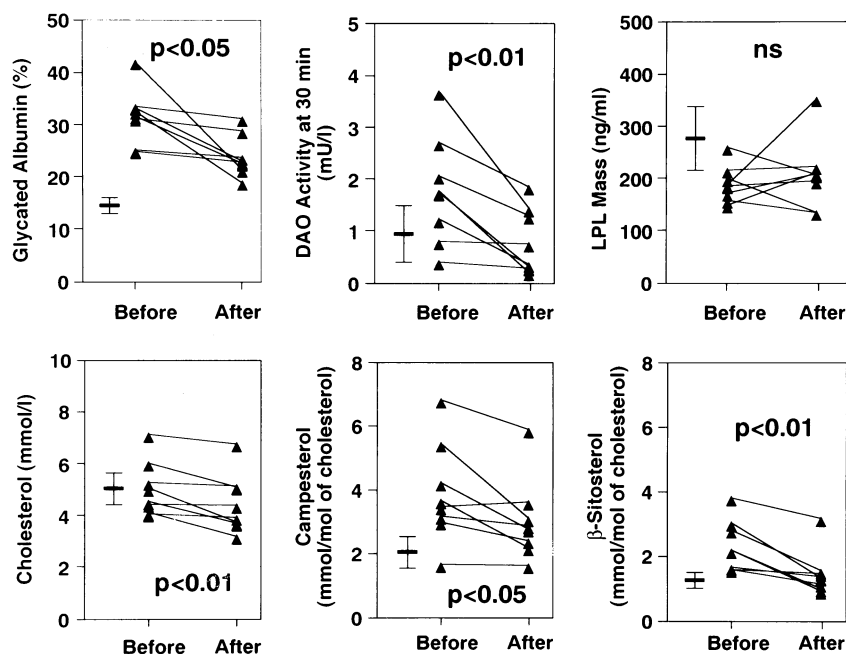 Glycated Albumin (%)
50
40
30
20
10
0
p<0.05
Before After
DAO Activity at 30 min
(mU/l)
5
4
3
2
1
0
p<0.01
Before After
LPL Mass (ng/ml)
500
400
300
200
100
0
ns
Before After
Cholesterol (mmol/l)
10
8
6
4
2
0
p<0.01
Before After
Campesterol
(mmol/mol of cholesterol)
8
6
4
2
0
p<0.05
Before After
β-Sitosterol
(mmol/mol of cholesterol)
8
6
4
2
0
p<0.01
Before After